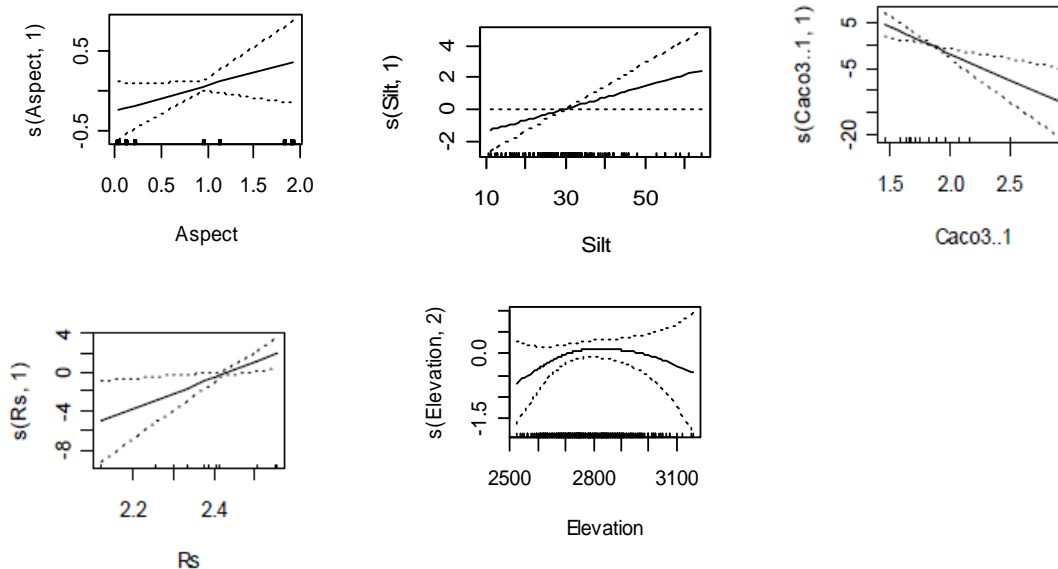 s(Aspect, 1)
0.5
-0.5
0.0 0.5 1.0 1.5 2.0
Aspect
s(Silt, 1)
4
2
0
-2
10 30 50
Silt
s(Caco3..1, 1)
5
-5
-20
1.5 2.0 2.5
Caco3..1
s(Rs, 1)
4
0
-4
-8
2.2 2.4
Rs
s(Elevation, 2)
0.0
-1.5
2500 2800 3100
Elevation